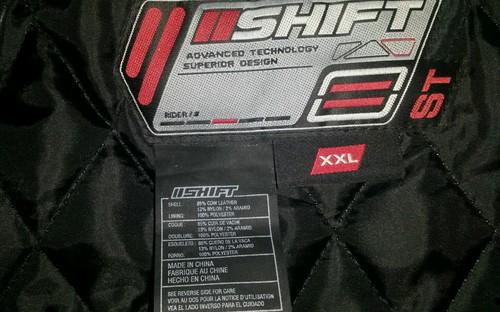 SHIFT
ADVANCED TECHNOLOGY
SUPERIOR DESIGN
RIDER / #
ST
XXL
SHIFT
SHELL: 85% COW LEATHER
13% NYLON / 2% ARAMID
LINING: 100% POLYESTER
COQUE: 85% CUIR DE VACHE
13% NYLON / 2% ARAMID
DOUBLURE: 100% POLYESTER
ESQUELETO: 85% CUERO DE LA VACA
13% NYLON / 2% ARAMID
FORRO: 100% POLYESTER
MADE IN CHINA
FABRIQUE AU CHINE
HECHO EN CHINA
SEE REVERSE SIDE FOR CARE
VOIR AU DOS POUR LA NOTICE D'UTILISATION
VEA EL LADO INVERSO PARA EL CUIDADO